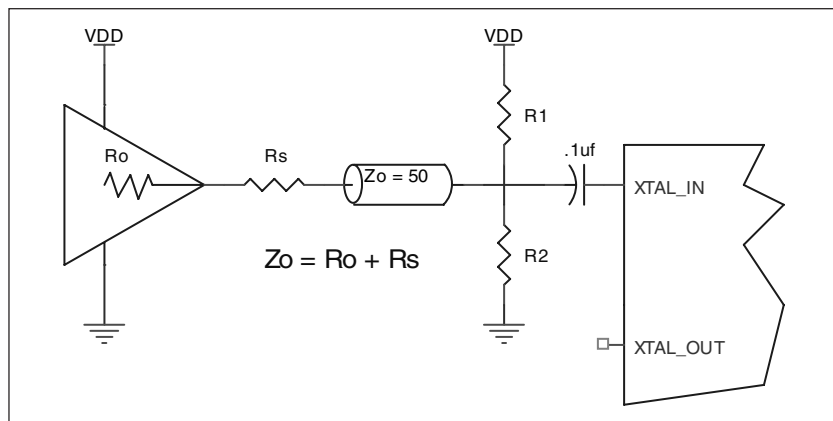 VDD
VDD
R1
Ro
Rs
Zo = 50
.1uf
XTAL_IN
Zo = Ro + Rs
R2
XTAL_OUT